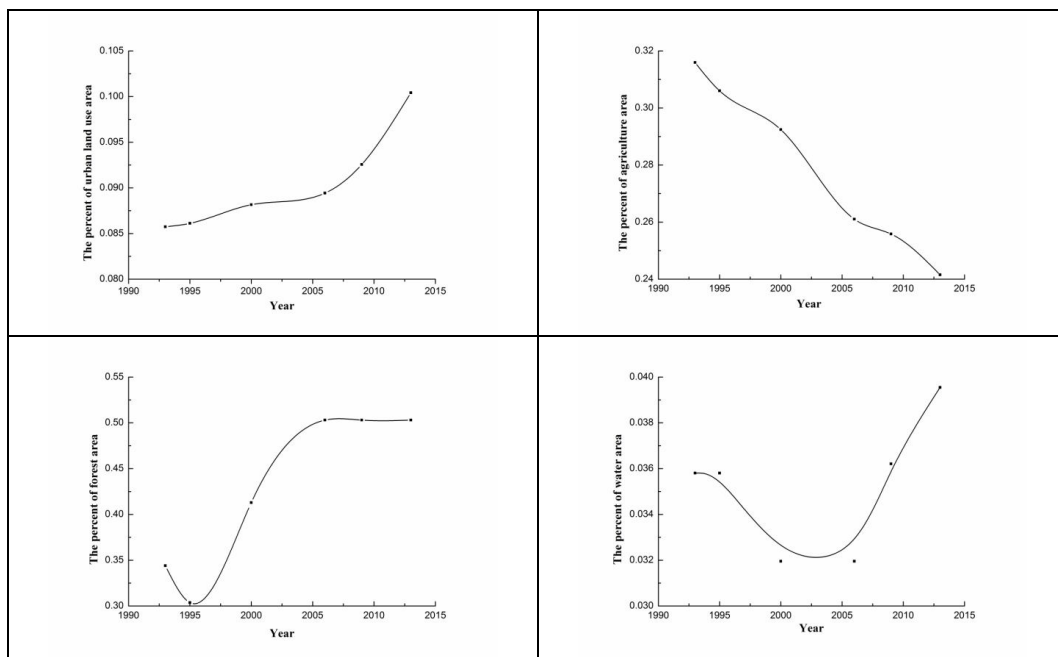 The percent of urban land use area
0.105
0.100
0.095
0.090
0.085
0.080
1990 1995 2000 2005 2010 2015
Year
The percent of agriculture area
0.32
0.30
0.28
0.26
0.24
1990 1995 2000 2005 2010 2015
Year
The percent of forest area
0.55
0.50
0.45
0.40
0.35
0.30
1990 1995 2000 2005 2010 2015
Year
The percent of water area
0.040
0.038
0.036
0.034
0.032
0.030
1990 1995 2000 2005 2010 2015
Year